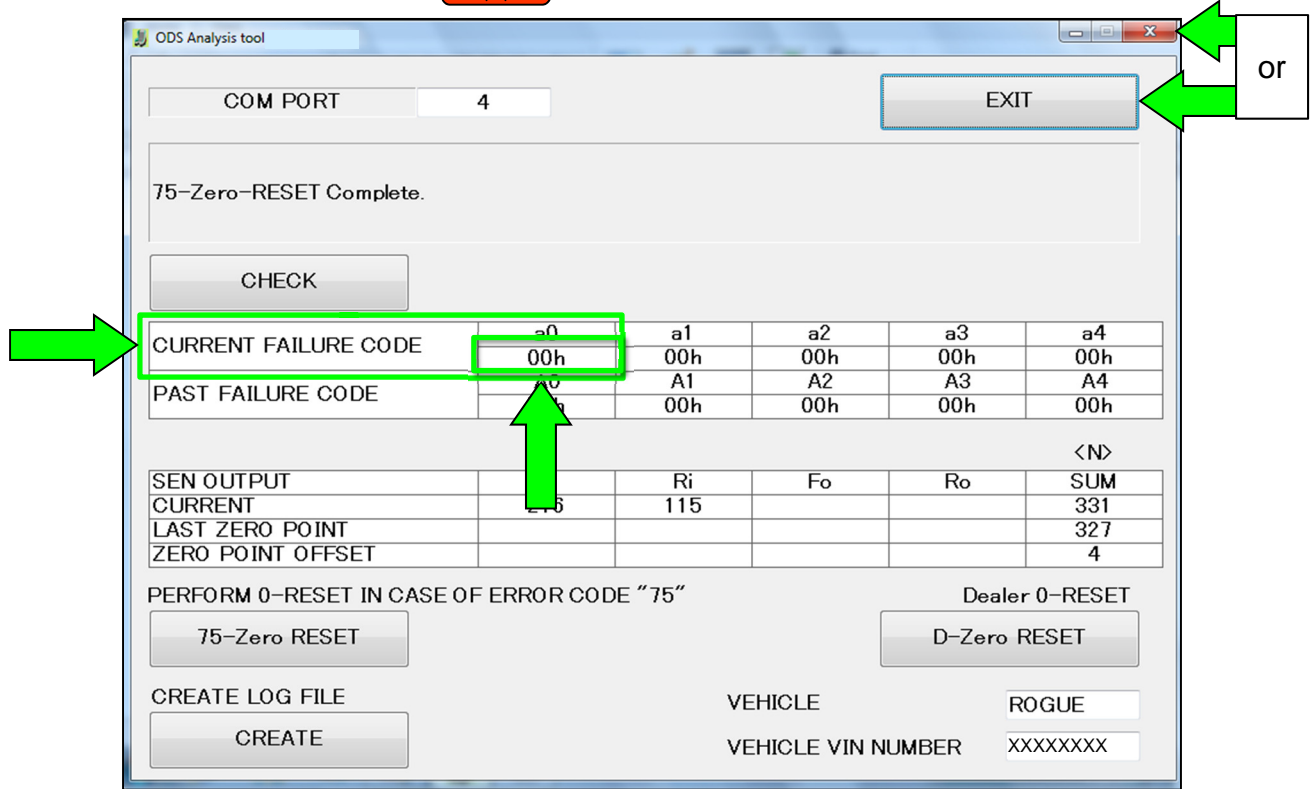 ODS Analysis tool
or
COM PORT 4 EXIT
75-Zero-RESET Complete.
CHECK
CURRENT FAILURE CODE a0 a1 a2 a3 a4
00h 00h 00h 00h 00h
PAST FAILURE CODE A0 A1 A2 A3 A4
00h 00h 00h 00h
<N>
SEN OUTPUT Ri Fo Ro SUM
CURRENT 216 115 331
LAST ZERO POINT 327
ZERO POINT OFFSET 4
PERFORM 0-RESET IN CASE OF ERROR CODE "75" Dealer 0-RESET
75-Zero RESET D-Zero RESET
CREATE LOG FILE
VEHICLE ROGUE
CREATE
VEHICLE VIN NUMBER XXXXXXXX